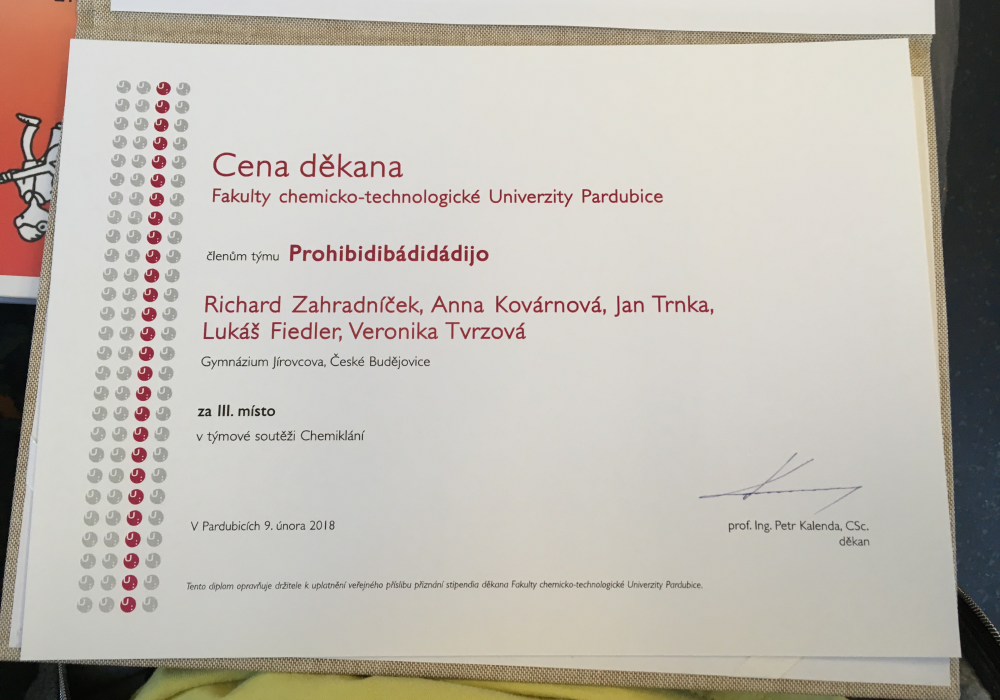 Cena děkana
Fakulty chemicko-technologické Univerzity Pardubice
členům týmu Prohibidibádidádijo
Richard Zahradníček, Anna Kovárnová, Jan Trnka,
Lukáš Fiedler, Veronika Tvrzová
Gymnázium Jírovcova, České Budějovice
za III. místo
v týmové soutěži Chemiklání
V Pardubicích 9. února 2018
prof. Ing. Petr Kalenda, CSc.
děkan
Tento diplom opravňuje držitele k uplatnění veřejného příslibu přiznání stipendia děkana Fakulty chemicko-technologické Univerzity Pardubice.